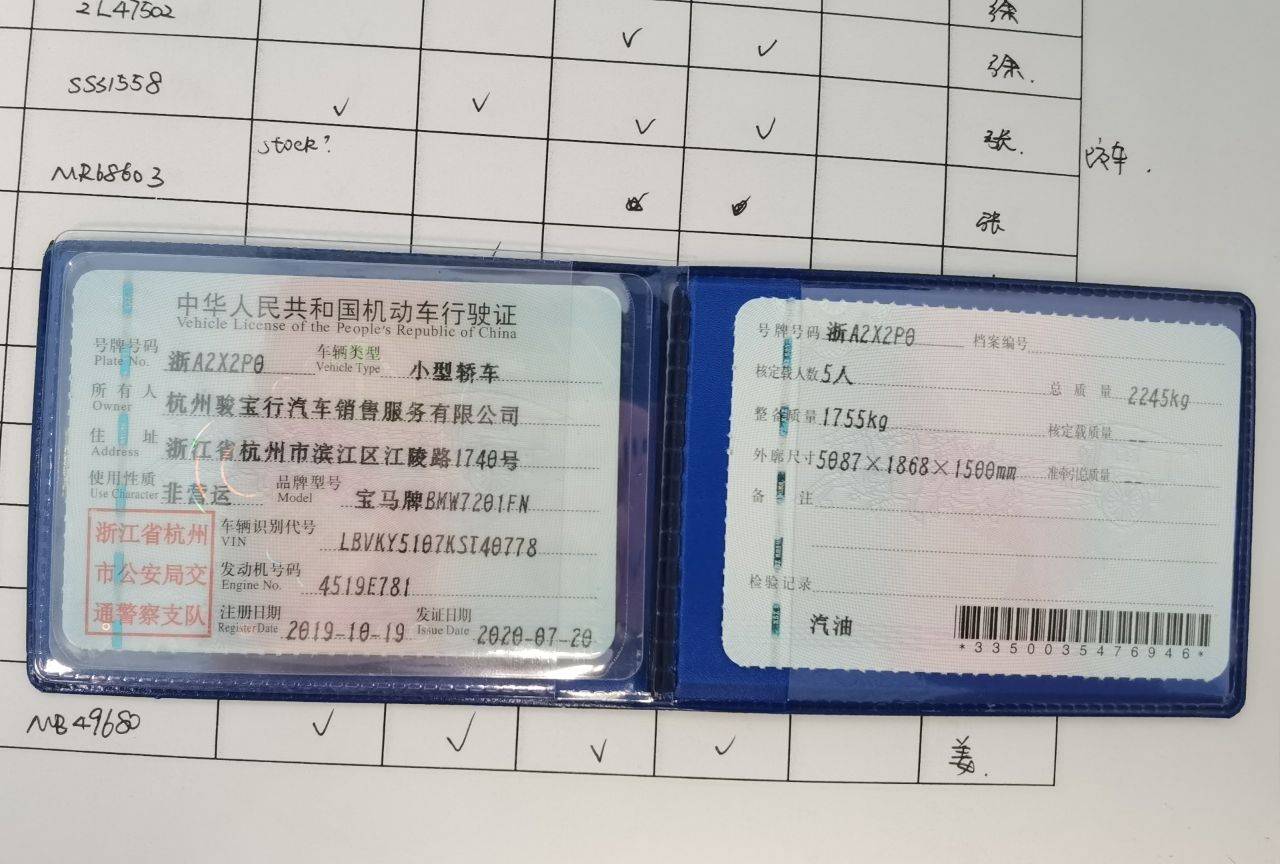 2L47502
徐
徐.
SSS1558
张.
stock?
MR68603
张
中华人民共和国机动车行驶证
Vehicle License of the People's Republic of China
号牌号码 浙A2X2P0 车辆类型 小型轿车
Plate No. Vehicle Type
所有人 杭州骏宝行汽车销售服务有限公司
Owner
住址 浙江省杭州市滨江区江陵路1740号
Address
使用性质 非营运 品牌型号 宝马牌BMW7201FN
Use Character Model
浙江省杭州
市公安局交
通警察支队
车辆识别代号
VIN LBVKY5107KST40778
发动机号码
Engine No. 4519E781
注册日期 2019-10-19 发证日期 2020-07-20
Register Date Issue Date
号牌号码 浙A2X2P0 档案编号
核定载人数 5人 总质量 2245kg
整备质量 1755kg 核定载质量 --
外廓尺寸 5087×1868×1500mm 准牵引总质量 --
备注
检验记录
汽油
*3350035476946*
MB49680
姜.